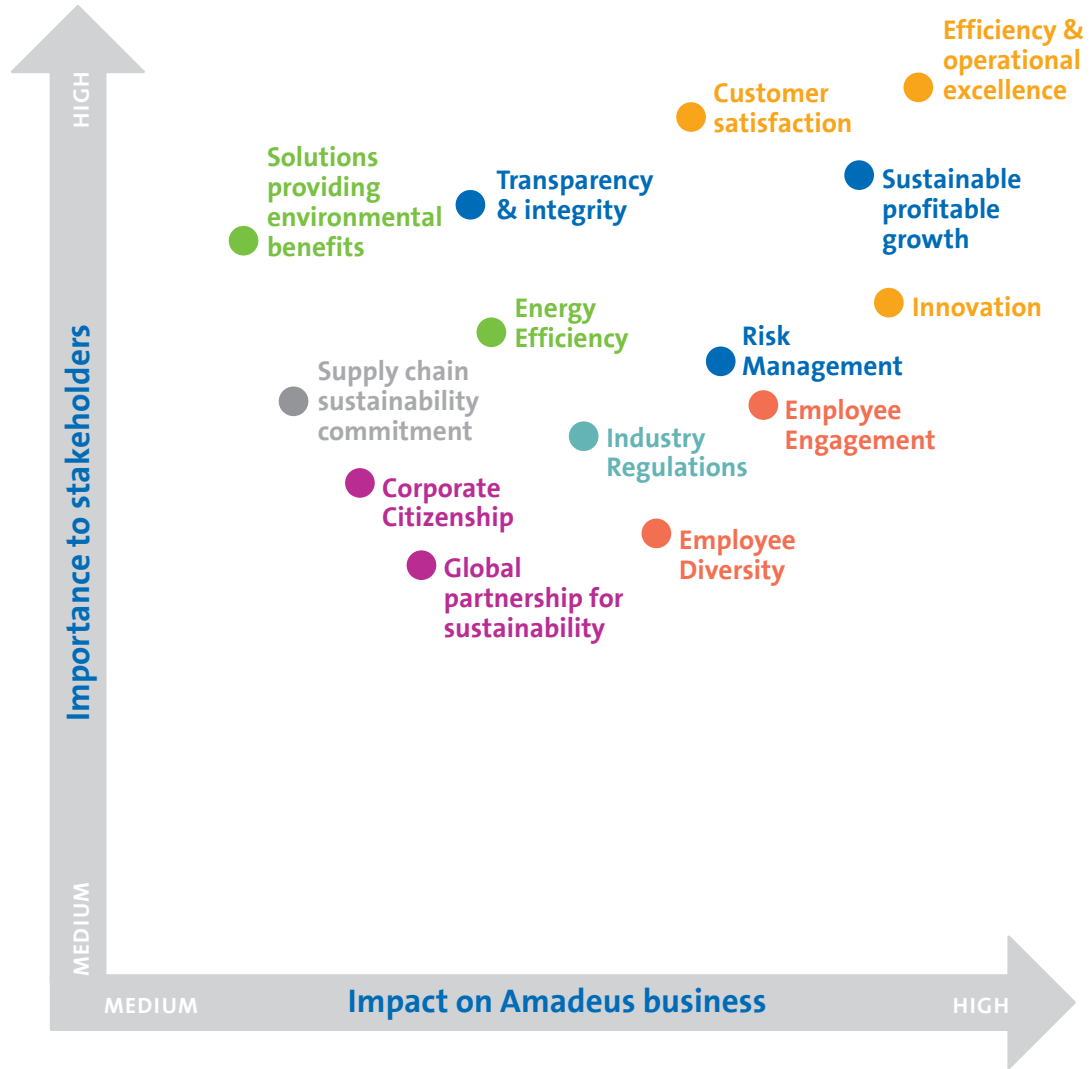 HIGH
Importance to stakeholders
MEDIUM
Efficiency &
operational
excellence
Customer
satisfaction
Solutions
providing
environmental
benefits
Transparency
& integrity
Sustainable
profitable
growth
Innovation
Energy
Efficiency
Risk
Management
Supply chain
sustainability
commitment
Employee
Engagement
Industry
Regulations
Corporate
Citizenship
Employee
Diversity
Global
partnership for
sustainability
MEDIUM
Impact on Amadeus business
HIGH